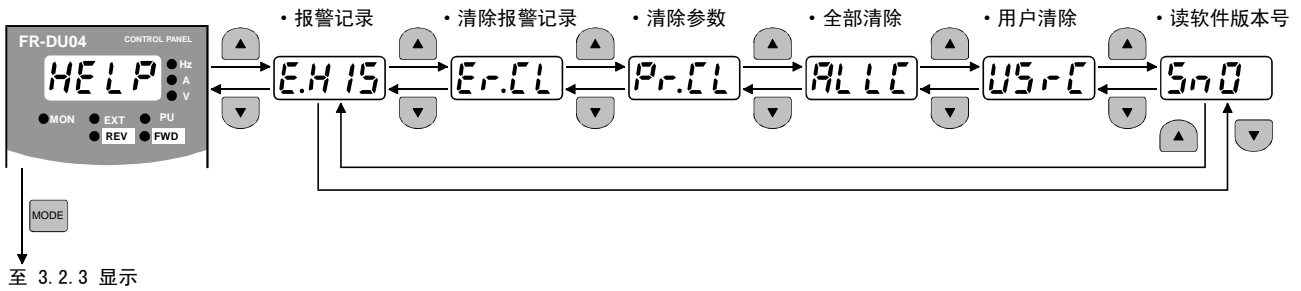 ·报警记录 ·清除报警记录 ·清除参数 ·全部清除 ·用户清除 ·读软件版本号
FR-DU04 CONTROL PANEL
HELP Hz A V
E.HIS Er.CL Pr.CL ALLC USrC Sn0
MON EXT PU
REV FWD
MODE
至 3.2.3 显示